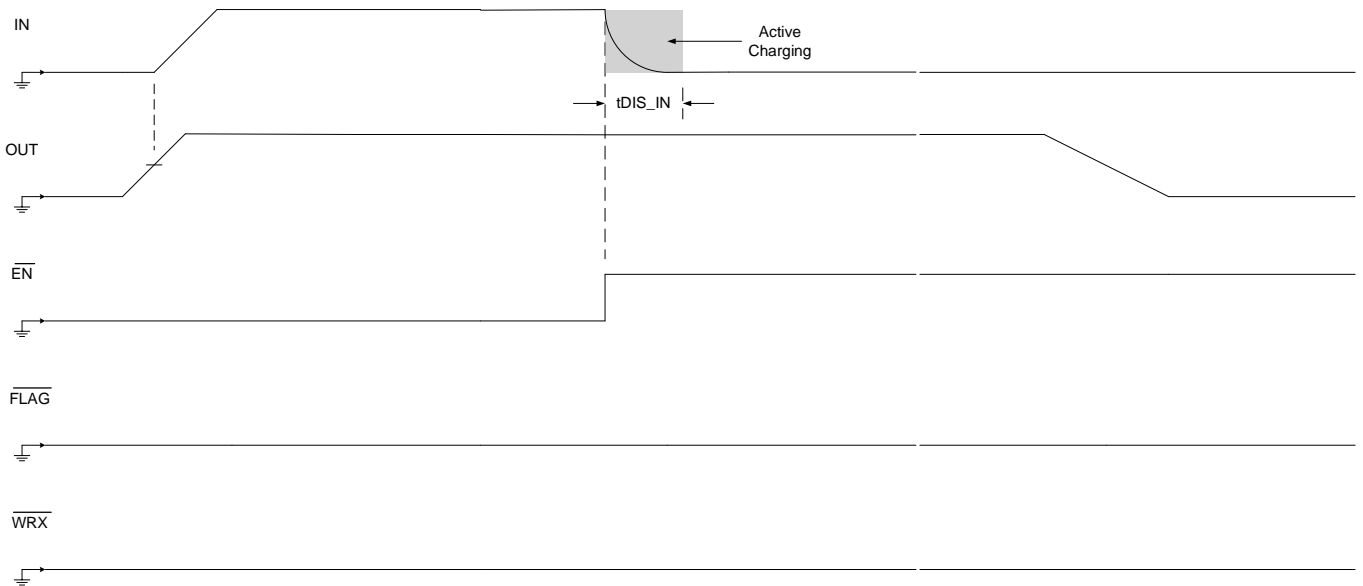 IN
Active
Charging
tDIS_IN
OUT
EN
FLAG
WRX